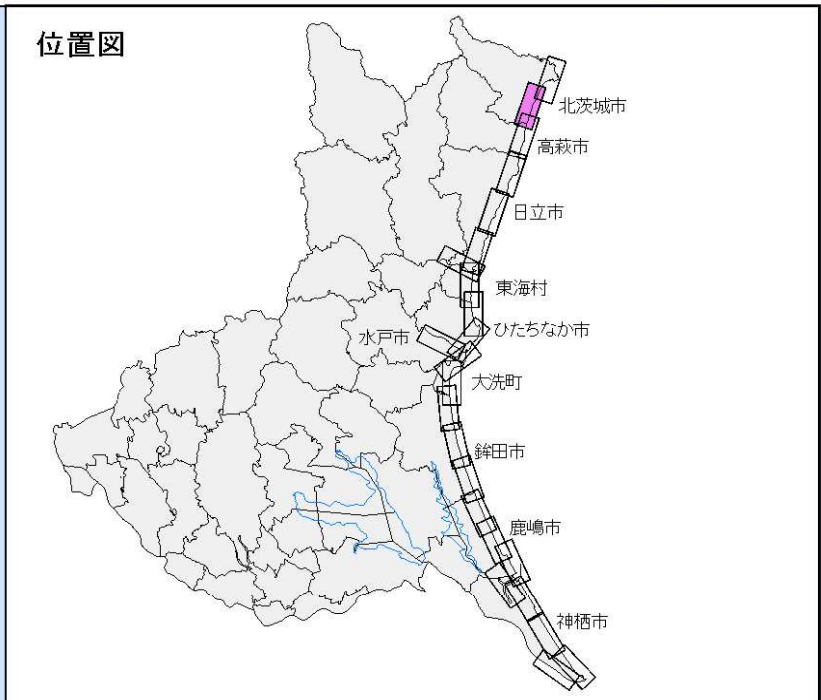 位置図
北茨城市
高萩市
日立市
東海村
ひたちなか市
水戸市
大洗町
鉾田市
鹿嶋市
神栖市